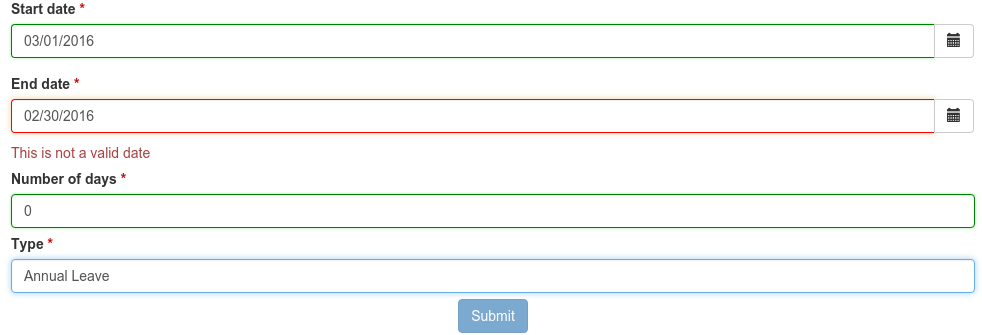 Start date *
03/01/2016
End date *
02/30/2016
This is not a valid date
Number of days *
0
Type *
Annual Leave
Submit